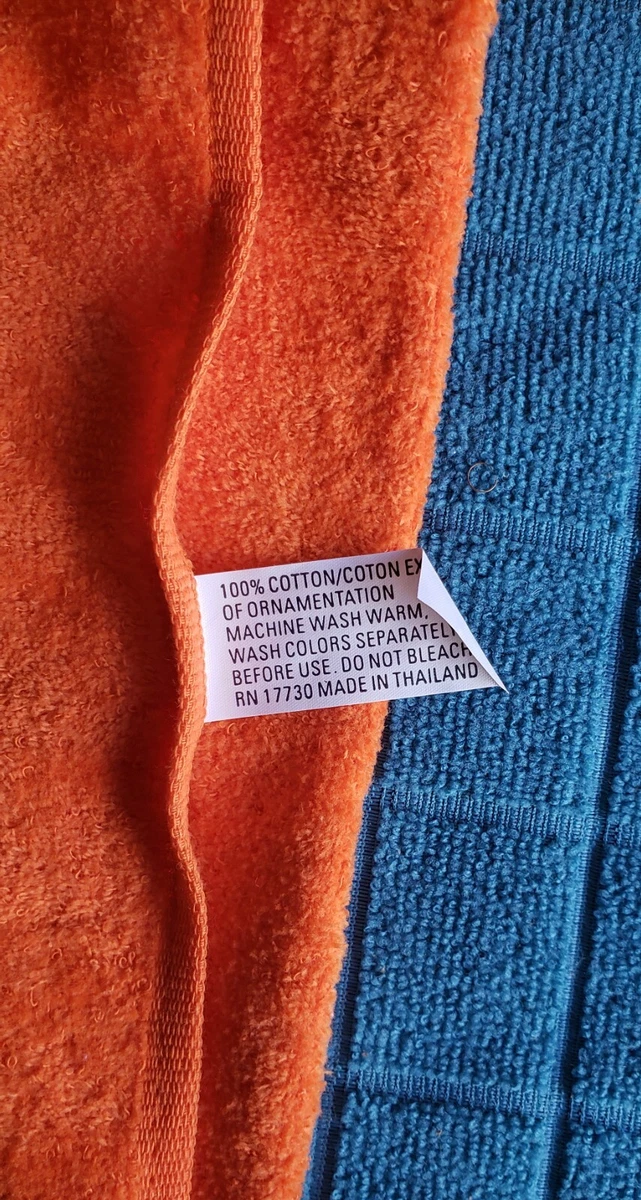 100% COTTON/COTON EX
OF ORNAMENTATION
MACHINE WASH WARM,
WASH COLORS SEPARATELY
BEFORE USE. DO NOT BLEACH
RN 17730 MADE IN THAILAND